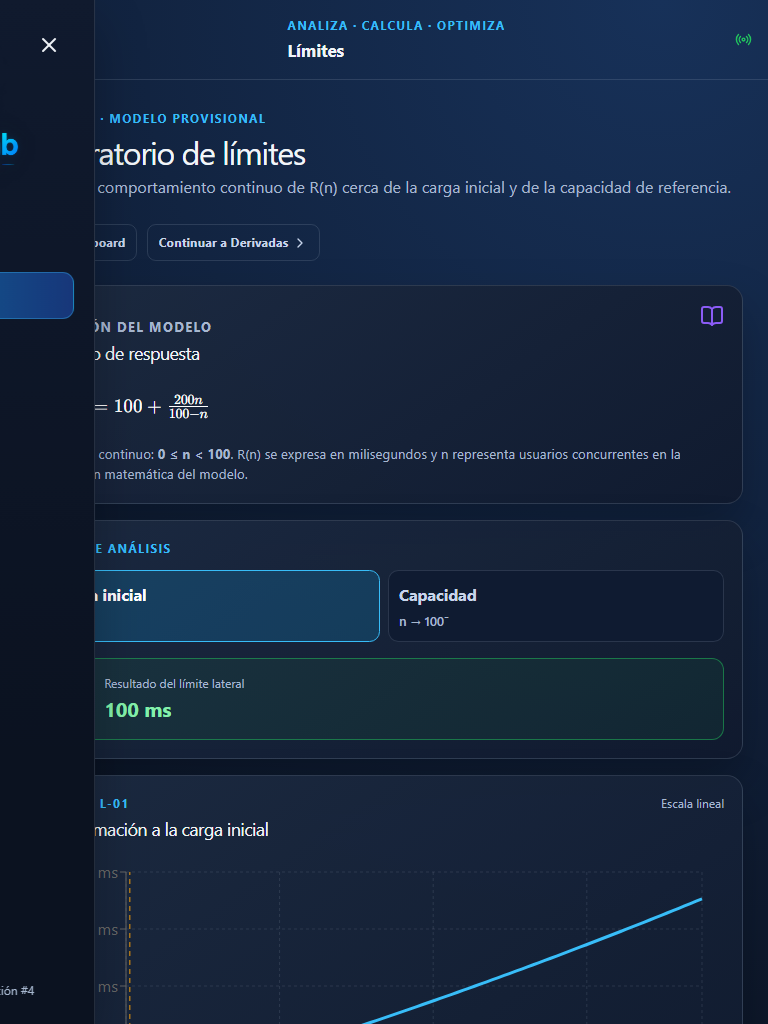 ANALIZA · CALCULA · OPTIMIZA
Límites
b
· MODELO PROVISIONAL
ratorio de límites
comportamiento continuo de R(n) cerca de la carga inicial y de la capacidad de referencia.
board
Continuar a Derivadas
ÓN DEL MODELO
o de respuesta
= 100 + 200n/100−n
continuo: 0 ≤ n < 100. R(n) se expresa en milisegundos y n representa usuarios concurrentes en la
n matemática del modelo.
E ANÁLISIS
n inicial
Capacidad
n → 100⁻
Resultado del límite lateral
100 ms
L-01
Escala lineal
mación a la carga inicial
ms
ms
ms
ión #4